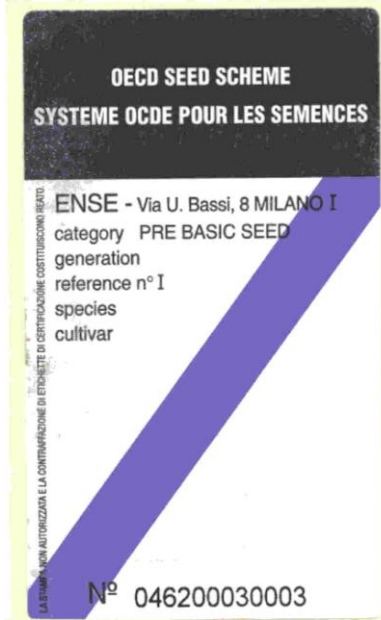 OECD SEED SCHEME
SYSTEME OCDE POUR LES SEMENCES
ENSE - Via U. Bassi, 8 MILANO I
category PRE BASIC SEED
generation
reference n° I
species
cultivar
LA STAMPA NON AUTORIZZATA E LA CONTRAFFAZIONE DI ETICHETTE DI CERTIFICAZIONE COSTITUISCONO REATO
Nº 046200030003